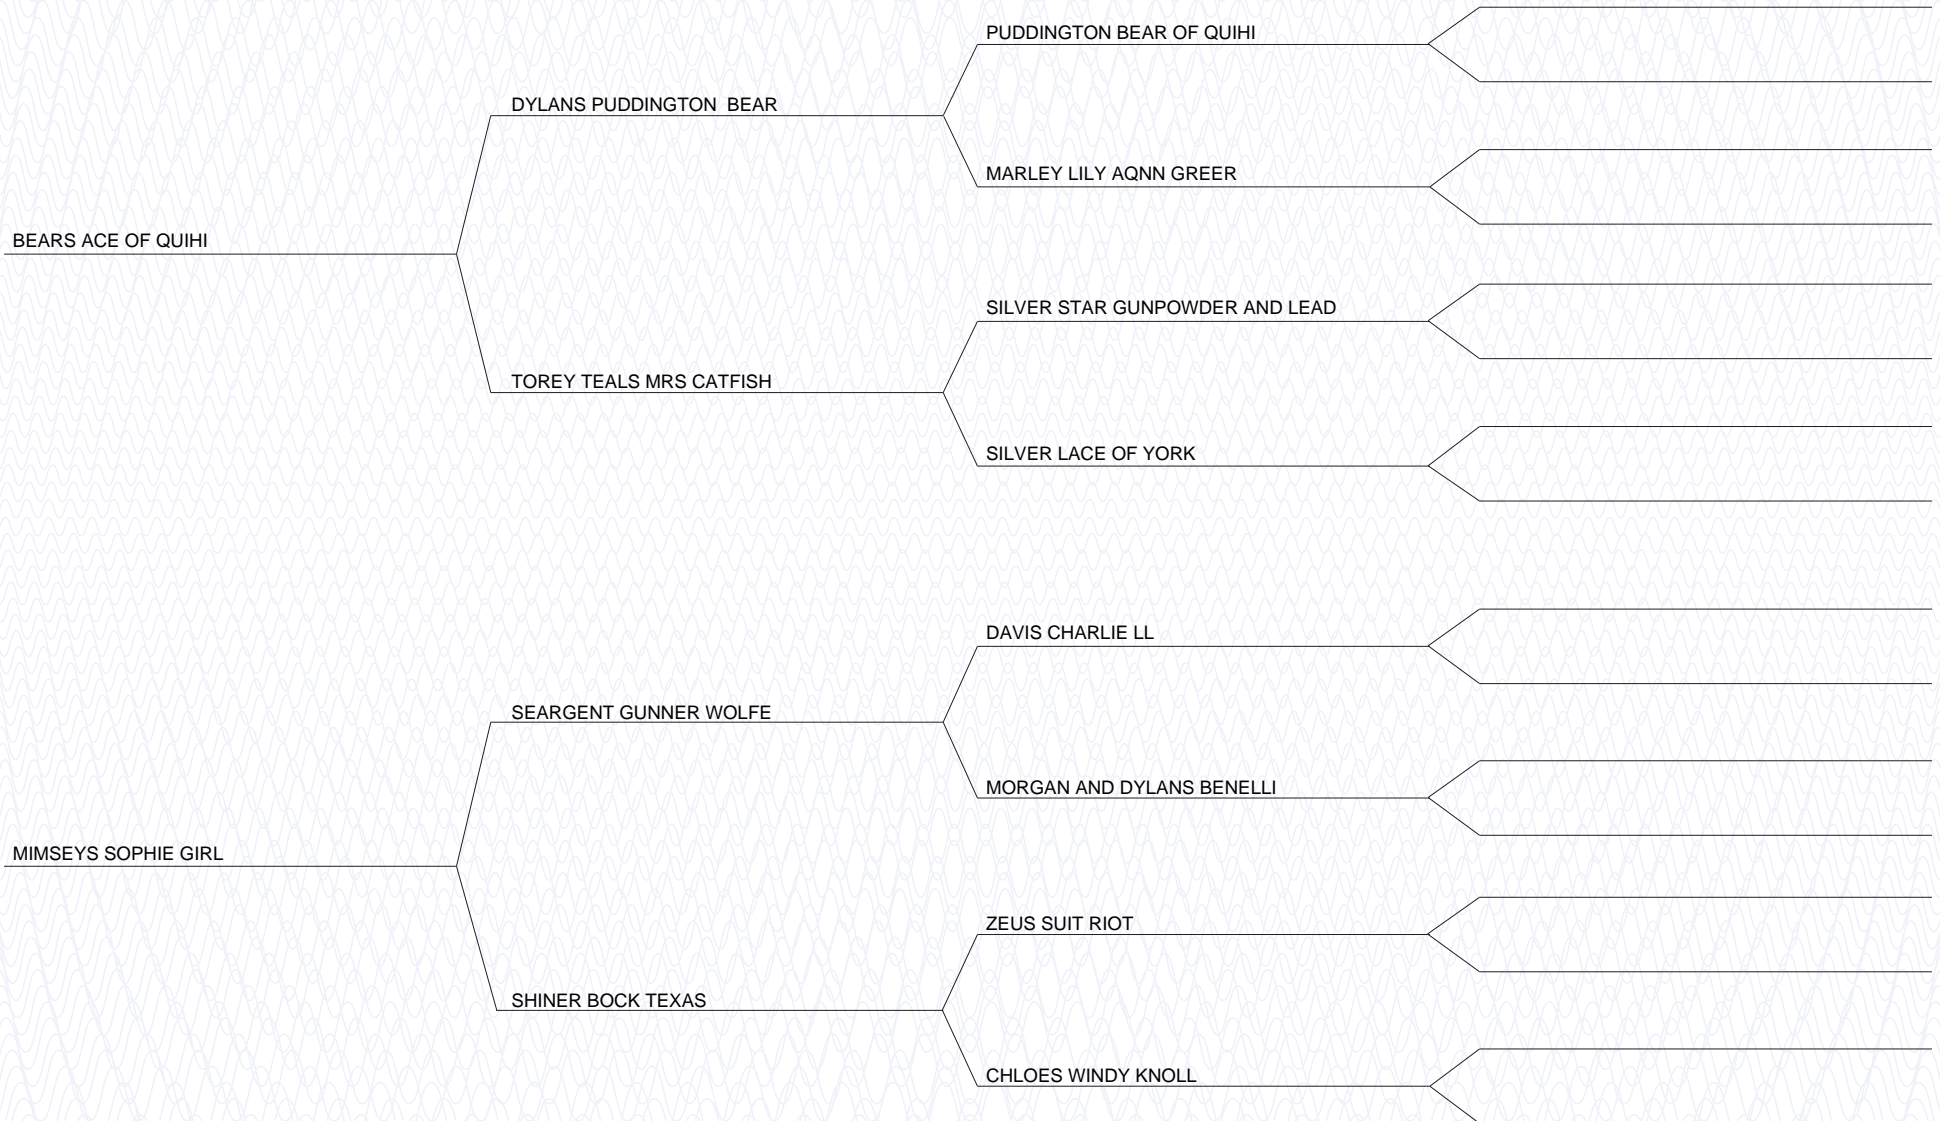 PUDDINGTON BEAR OF QUIHI
DYLANS PUDDINGTON  BEAR
MARLEY LILY AQNN GREER
BEARS ACE OF QUIHI
SILVER STAR GUNPOWDER AND LEAD
TOREY TEALS MRS CATFISH
SILVER LACE OF YORK
DAVIS CHARLIE LL
SEARGENT GUNNER WOLFE
MORGAN AND DYLANS BENELLI
MIMSEYS SOPHIE GIRL
ZEUS SUIT RIOT
SHINER BOCK TEXAS
CHLOES WINDY KNOLL